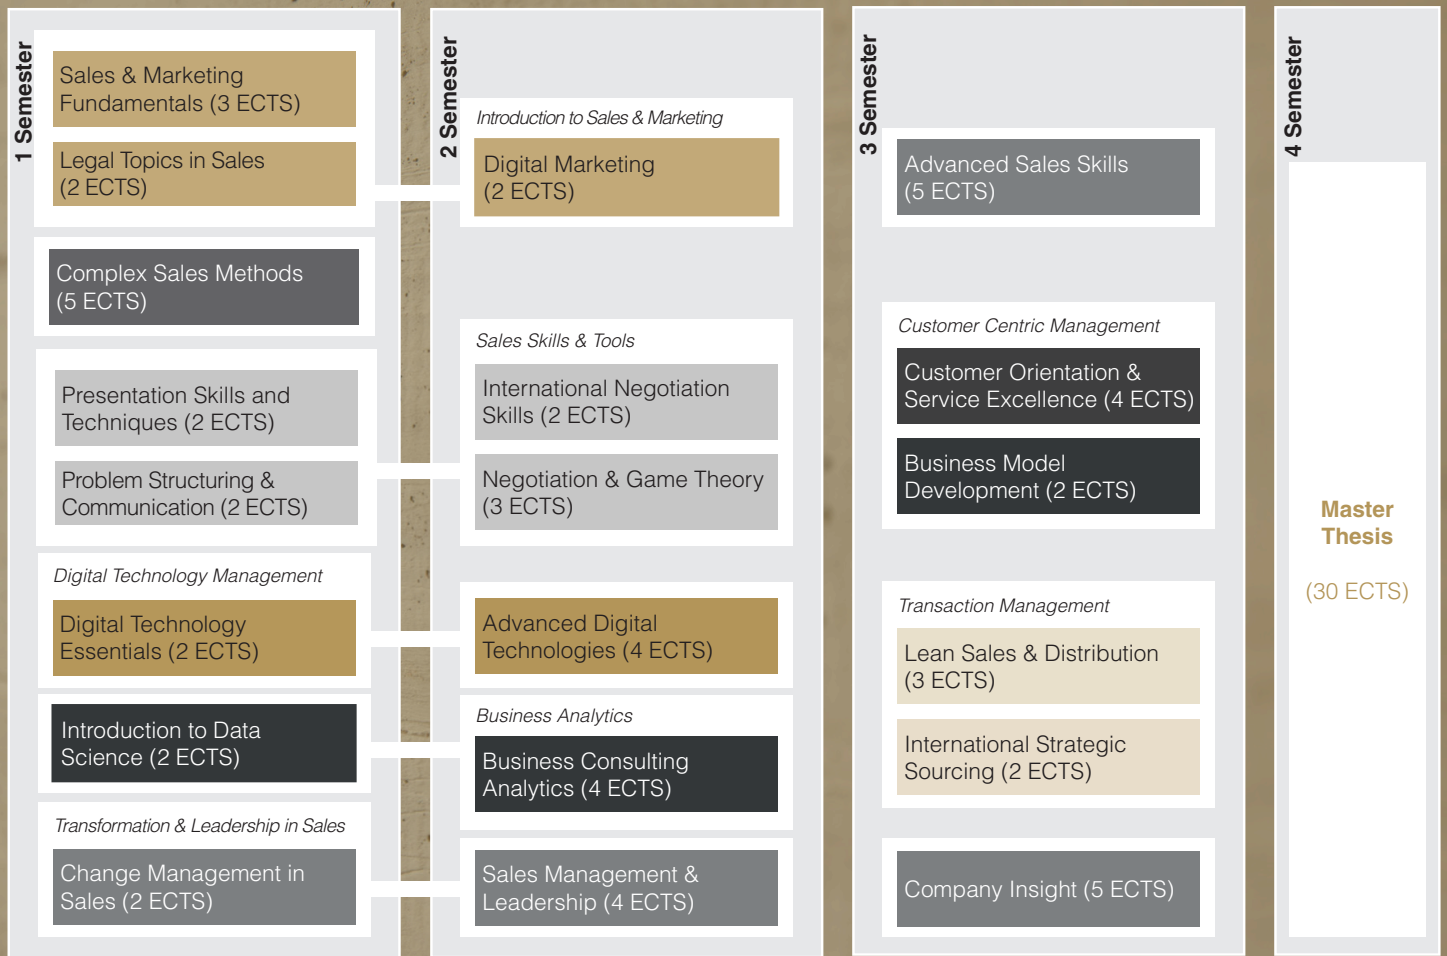 1 Semester
Sales & Marketing
Fundamentals (3 ECTS)
Legal Topics in Sales
(2 ECTS)
Complex Sales Methods
(5 ECTS)
Presentation Skills and
Techniques (2 ECTS)
Problem Structuring &
Communication (2 ECTS)
Digital Technology Management
Digital Technology
Essentials (2 ECTS)
Introduction to Data
Science (2 ECTS)
Transformation & Leadership in Sales
Change Management in
Sales (2 ECTS)
2 Semester
Introduction to Sales & Marketing
Digital Marketing
(2 ECTS)
Sales Skills & Tools
International Negotiation
Skills (2 ECTS)
Negotiation & Game Theory
(3 ECTS)
Advanced Digital
Technologies (4 ECTS)
Business Analytics
Business Consulting
Analytics (4 ECTS)
Sales Management &
Leadership (4 ECTS)
3 Semester
Advanced Sales Skills
(5 ECTS)
Customer Centric Management
Customer Orientation &
Service Excellence (4 ECTS)
Business Model
Development (2 ECTS)
Transaction Management
Lean Sales & Distribution
(3 ECTS)
International Strategic
Sourcing (2 ECTS)
Company Insight (5 ECTS)
4 Semester
Master
Thesis
(30 ECTS)